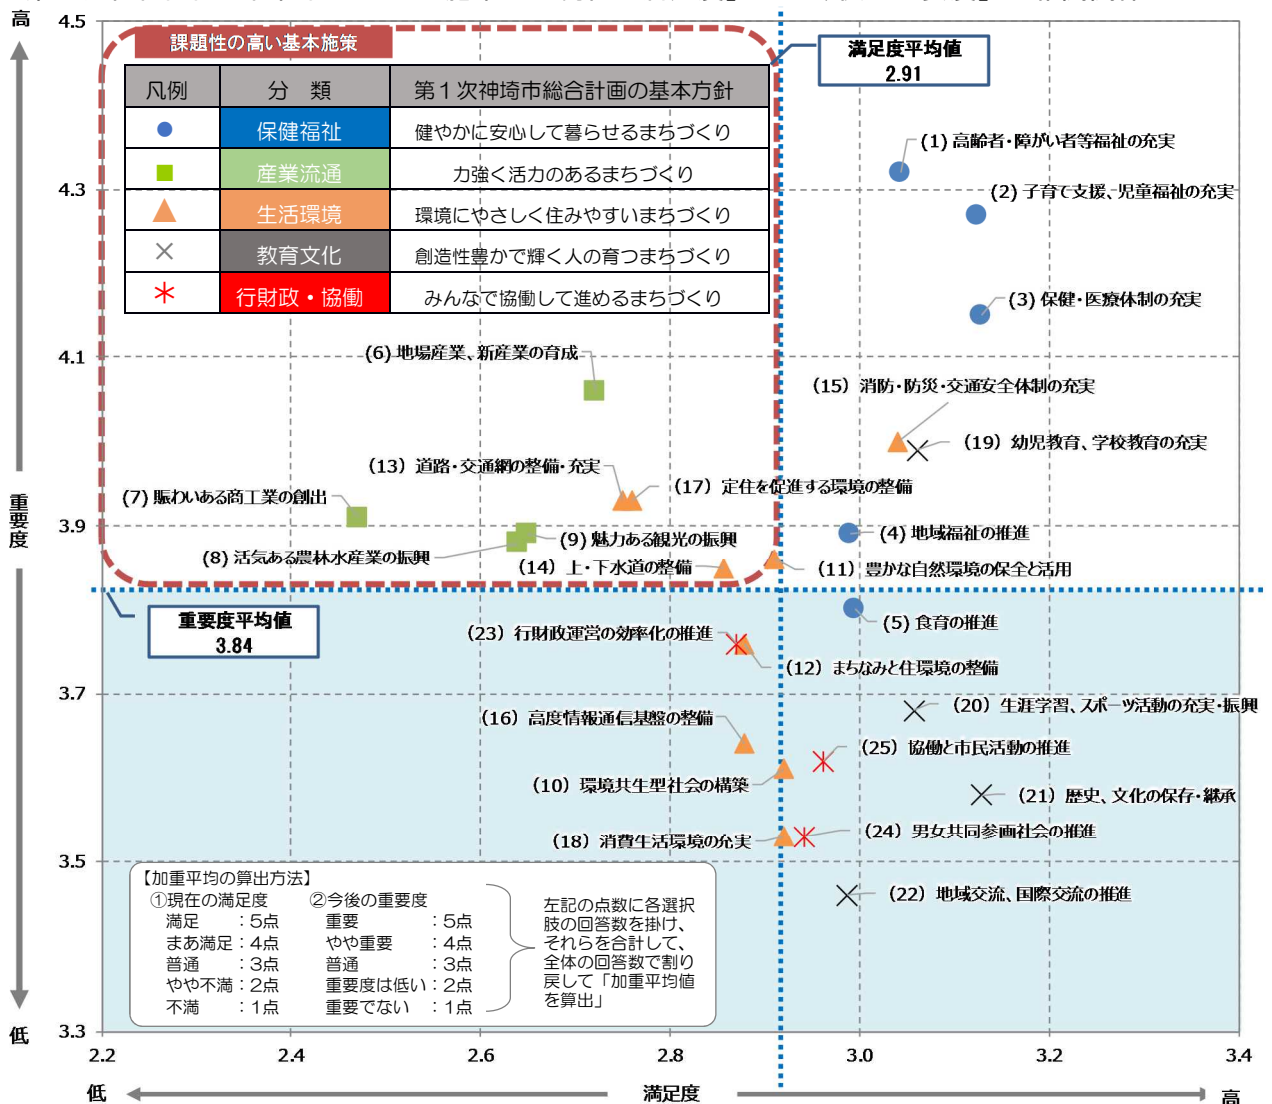 高
4.5
課題性の高い基本施策
満足度平均値
2.91
凡例 分　類 第１次神埼市総合計画の基本方針
保健福祉 健やかに安心して暮らせるまちづくり
産業流通 力強く活力のあるまちづくり
生活環境 環境にやさしく住みやすいまちづくり
教育文化 創造性豊かで輝く人の育つまちづくり
行財政・協働 みんなで協働して進めるまちづくり
(1) 高齢者・障がい者等福祉の充実
4.3
(2) 子育て支援、児童福祉の充実
(3) 保健・医療体制の充実
4.1
(6) 地場産業、新産業の育成
(15) 消防・防災・交通安全体制の充実
(19) 幼児教育、学校教育の充実
(13) 道路・交通網の整備・充実
(17) 定住を促進する環境の整備
(7) 賑わいある商工業の創出
重要度
3.9
(4) 地域福祉の推進
(9) 魅力ある観光の振興
(8) 活気ある農林水産業の振興
(14) 上・下水道の整備
(11) 豊かな自然環境の保全と活用
重要度平均値
3.84
(5) 食育の推進
(23) 行財政運営の効率化の推進
(12) まちなみと住環境の整備
3.7
(20) 生涯学習、スポーツ活動の充実・振興
(16) 高度情報通信基盤の整備
(25) 協働と市民活動の推進
(10) 環境共生型社会の構築
(21) 歴史、文化の保存・継承
(24) 男女共同参画社会の推進
(18) 消費生活環境の充実
3.5
(22) 地域交流、国際交流の推進
【加重平均の算出方法】
①現在の満足度 ②今後の重要度
満足 ：5点 重要 ：5点
まあ満足：4点 やや重要 ：4点
普通 ：3点 普通 ：3点
やや不満：2点 重要度は低い：2点
不満 ：1点 重要でない ：1点
左記の点数に各選択
肢の回答数を掛け、
それらを合計して、
全体の回答数で割り
戻して「加重平均値
を算出」
3.3
低
2.2 2.4 2.6 2.8 3.0 3.2 3.4
低 満足度 高